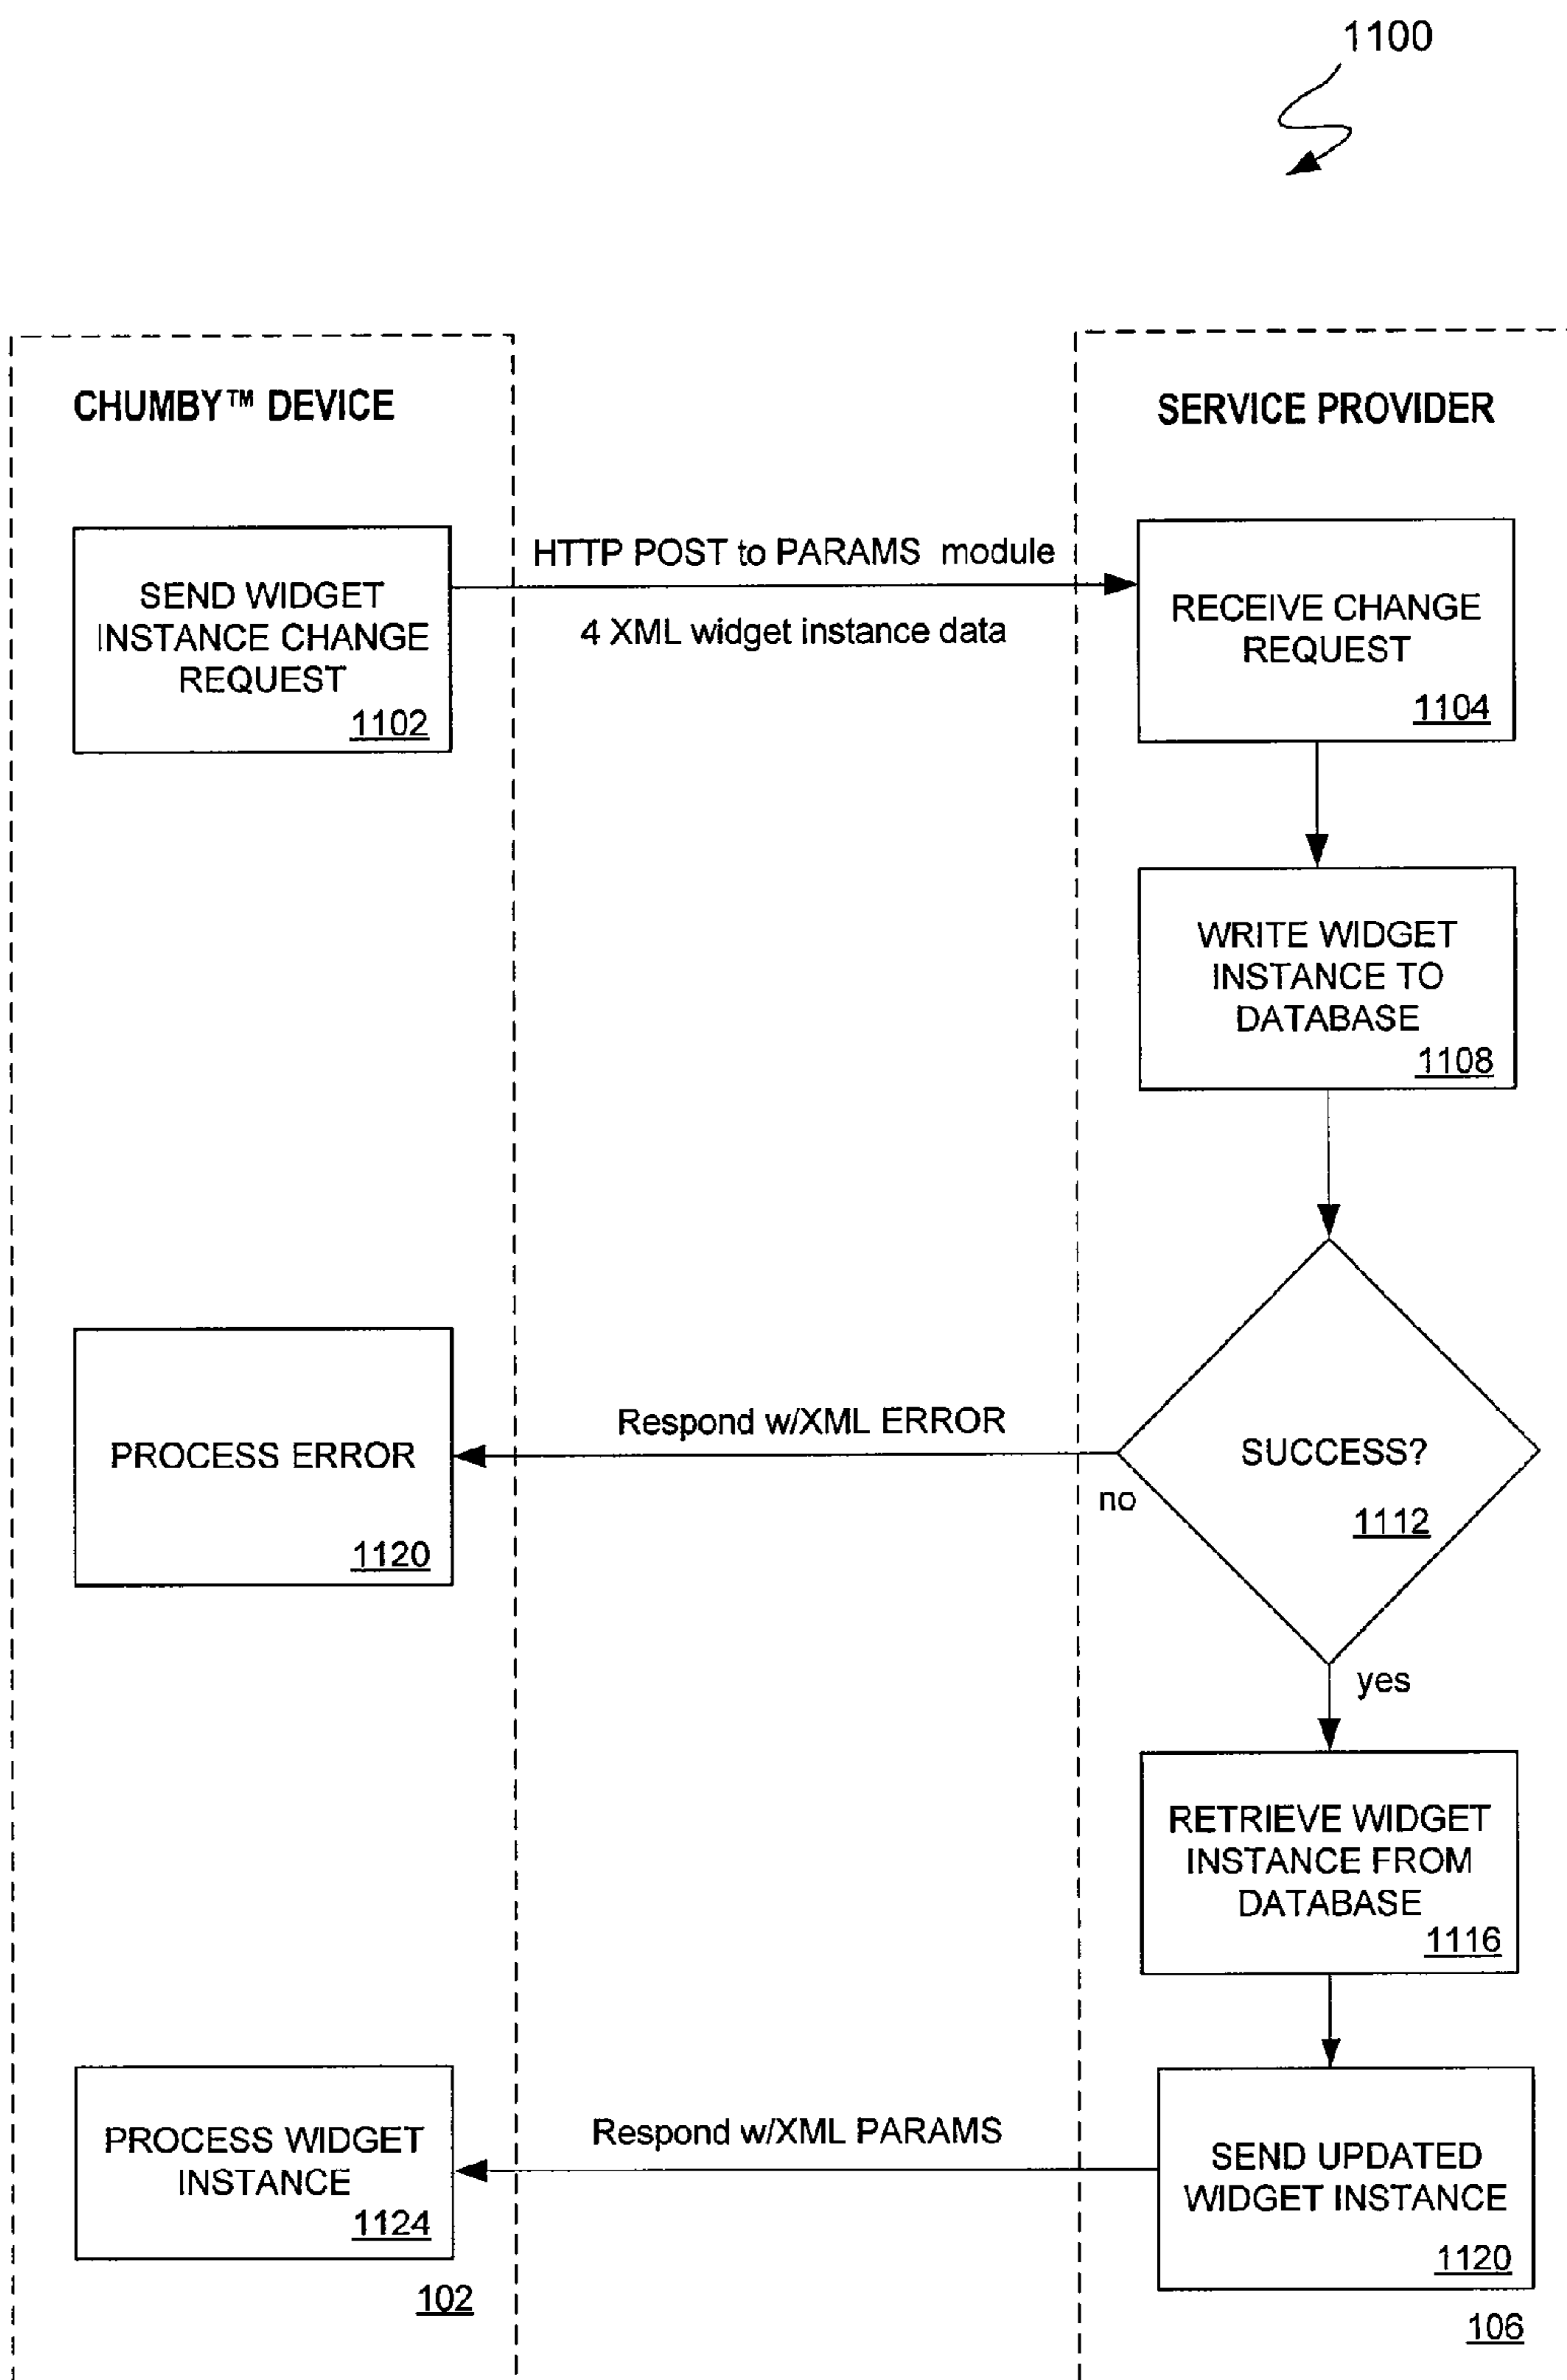 1100
CHUMBY™ DEVICE
SERVICE PROVIDER
SEND WIDGET
INSTANCE CHANGE
REQUEST
1102
HTTP POST to PARAMS module
4 XML widget instance data
RECEIVE CHANGE
REQUEST
1104
WRITE WIDGET
INSTANCE TO
DATABASE
1108
SUCCESS?
1112
no
Respond w/XML ERROR
PROCESS ERROR
1120
yes
RETRIEVE WIDGET
INSTANCE FROM
DATABASE
1116
SEND UPDATED
WIDGET INSTANCE
1120
Respond w/XML PARAMS
PROCESS WIDGET
INSTANCE
1124
102
106